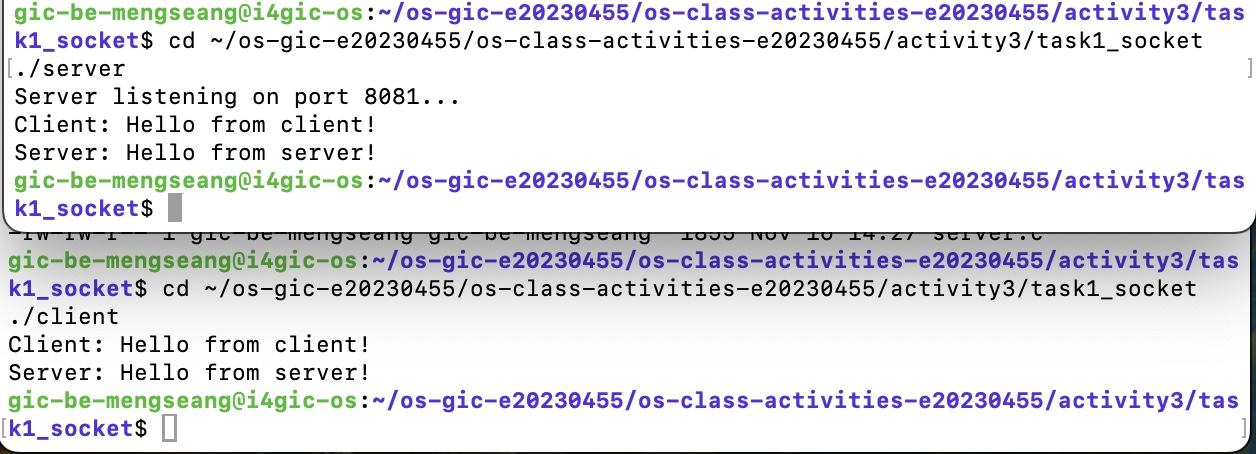 gic-be-mengseang@i4gic-os:~/os-gic-e20230455/os-class-activities-e20230455/activity3/tas
k1_socket$ cd ~/os-gic-e20230455/os-class-activities-e20230455/activity3/task1_socket
[./server ]
Server listening on port 8081...
Client: Hello from client!
Server: Hello from server!
gic-be-mengseang@i4gic-os:~/os-gic-e20230455/os-class-activities-e20230455/activity3/tas
k1_socket$
-rw-rw-r-- 1 gic-be-mengseang gic-be-mengseang 1855 Nov 16 14:27 server.c
gic-be-mengseang@i4gic-os:~/os-gic-e20230455/os-class-activities-e20230455/activity3/tas
k1_socket$ cd ~/os-gic-e20230455/os-class-activities-e20230455/activity3/task1_socket
./client
Client: Hello from client!
Server: Hello from server!
gic-be-mengseang@i4gic-os:~/os-gic-e20230455/os-class-activities-e20230455/activity3/tas
[k1_socket$ ]